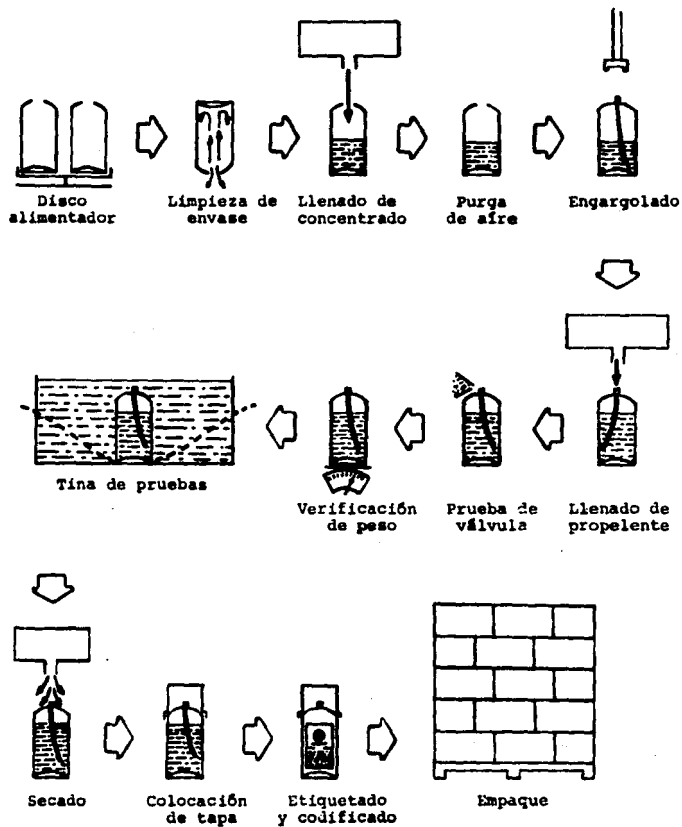 Disco
alimentador
Limpieza de
envase
Llenado de
concentrado
Purga
de aire
Engargolado
Tina de pruebas
Verificación
de peso
Prueba de
válvula
Llenado de
propelente
Secado
Colocación
de tapa
Etiquetado
y codificado
Empaque